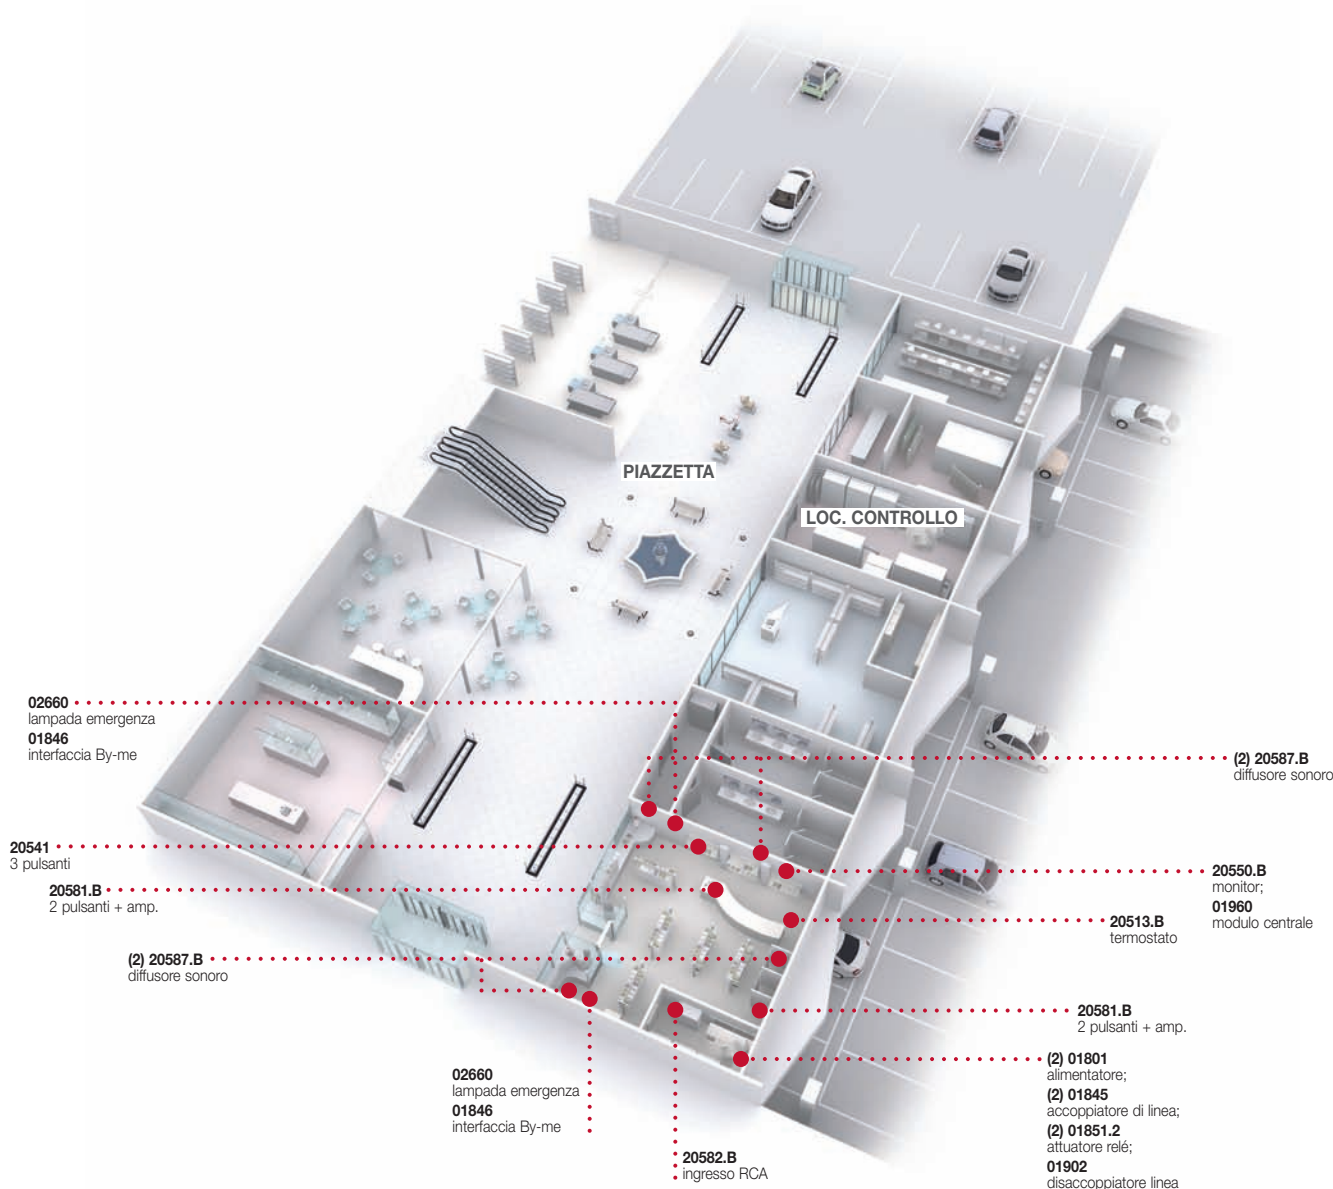 PIAZZETTA
LOC. CONTROLLO
02660
lampada emergenza
01846
interfaccia By-me
(2) 20587.B
diffusore sonoro
20541
3 pulsanti
20550.B
monitor;
01960
modulo centrale
20581.B
2 pulsanti + amp.
20513.B
termostato
(2) 20587.B
diffusore sonoro
20581.B
2 pulsanti + amp.
02660
lampada emergenza
01846
interfaccia By-me
(2) 01801
alimentatore;
(2) 01845
accoppiatore di linea;
(2) 01851.2
attuatore relé;
01902
disaccoppiatore linea
20582.B
ingresso RCA